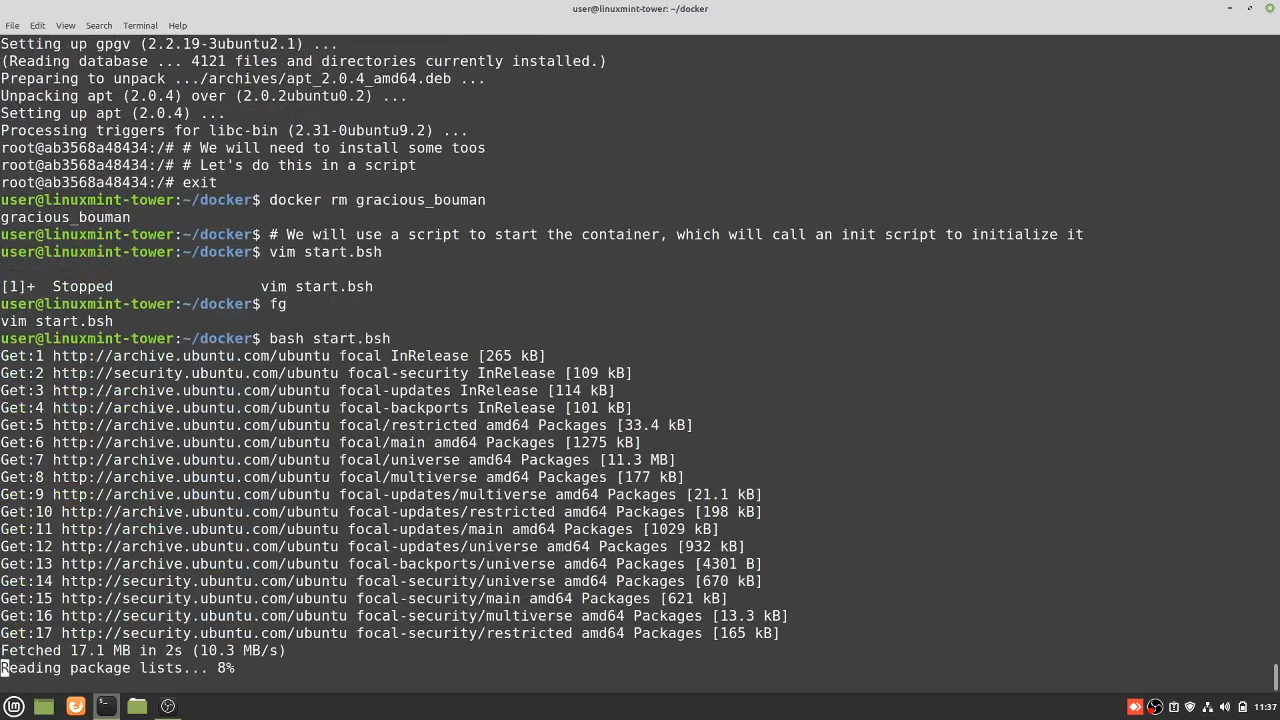 user@linuxmint-tower: ~/docker
File Edit View Search Terminal Help
Setting up gpgv (2.2.19-3ubuntu2.1) ...
(Reading database ... 4121 files and directories currently installed.)
Preparing to unpack .../archives/apt_2.0.4_amd64.deb ...
Unpacking apt (2.0.4) over (2.0.2ubuntu0.2) ...
Setting up apt (2.0.4) ...
Processing triggers for libc-bin (2.31-0ubuntu9.2) ...
root@ab3568a48434:/# # We will need to install some toos
root@ab3568a48434:/# # Let's do this in a script
root@ab3568a48434:/# exit
user@linuxmint-tower:~/docker$ docker rm gracious_bouman
gracious_bouman
user@linuxmint-tower:~/docker$ # We will use a script to start the container, which will call an init script to initialize it
user@linuxmint-tower:~/docker$ vim start.bsh
[1]+  Stopped                 vim start.bsh
user@linuxmint-tower:~/docker$ fg
vim start.bsh
user@linuxmint-tower:~/docker$ bash start.bsh
Get:1 http://archive.ubuntu.com/ubuntu focal InRelease [265 kB]
Get:2 http://security.ubuntu.com/ubuntu focal-security InRelease [109 kB]
Get:3 http://archive.ubuntu.com/ubuntu focal-updates InRelease [114 kB]
Get:4 http://archive.ubuntu.com/ubuntu focal-backports InRelease [101 kB]
Get:5 http://archive.ubuntu.com/ubuntu focal/restricted amd64 Packages [33.4 kB]
Get:6 http://archive.ubuntu.com/ubuntu focal/main amd64 Packages [1275 kB]
Get:7 http://archive.ubuntu.com/ubuntu focal/universe amd64 Packages [11.3 MB]
Get:8 http://archive.ubuntu.com/ubuntu focal/multiverse amd64 Packages [177 kB]
Get:9 http://archive.ubuntu.com/ubuntu focal-updates/multiverse amd64 Packages [21.1 kB]
Get:10 http://archive.ubuntu.com/ubuntu focal-updates/restricted amd64 Packages [198 kB]
Get:11 http://archive.ubuntu.com/ubuntu focal-updates/main amd64 Packages [1029 kB]
Get:12 http://archive.ubuntu.com/ubuntu focal-updates/universe amd64 Packages [932 kB]
Get:13 http://archive.ubuntu.com/ubuntu focal-backports/universe amd64 Packages [4301 B]
Get:14 http://security.ubuntu.com/ubuntu focal-security/universe amd64 Packages [670 kB]
Get:15 http://security.ubuntu.com/ubuntu focal-security/main amd64 Packages [621 kB]
Get:16 http://security.ubuntu.com/ubuntu focal-security/multiverse amd64 Packages [13.3 kB]
Get:17 http://security.ubuntu.com/ubuntu focal-security/restricted amd64 Packages [165 kB]
Fetched 17.1 MB in 2s (10.3 MB/s)
Reading package lists... 8%
11:37